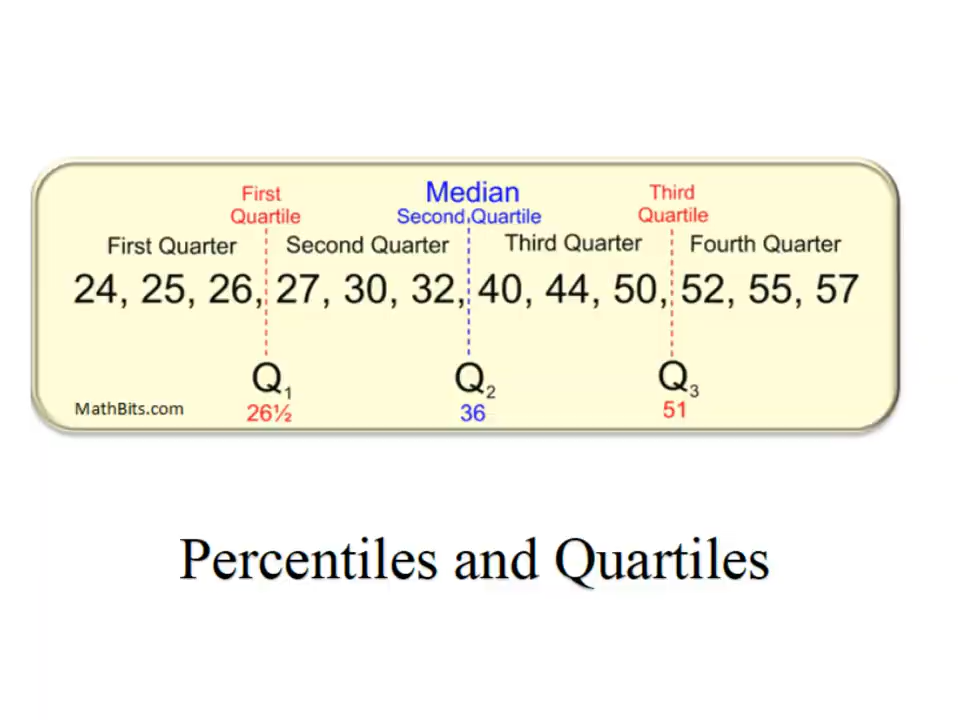 First Median Third
Quartile Second Quartile Quartile
First Quarter Second Quarter Third Quarter Fourth Quarter
24, 25, 26, 27, 30, 32, 40, 44, 50, 52, 55, 57
Q1 Q2 Q3
MathBits.com 26½ 36 51
Percentiles and Quartiles